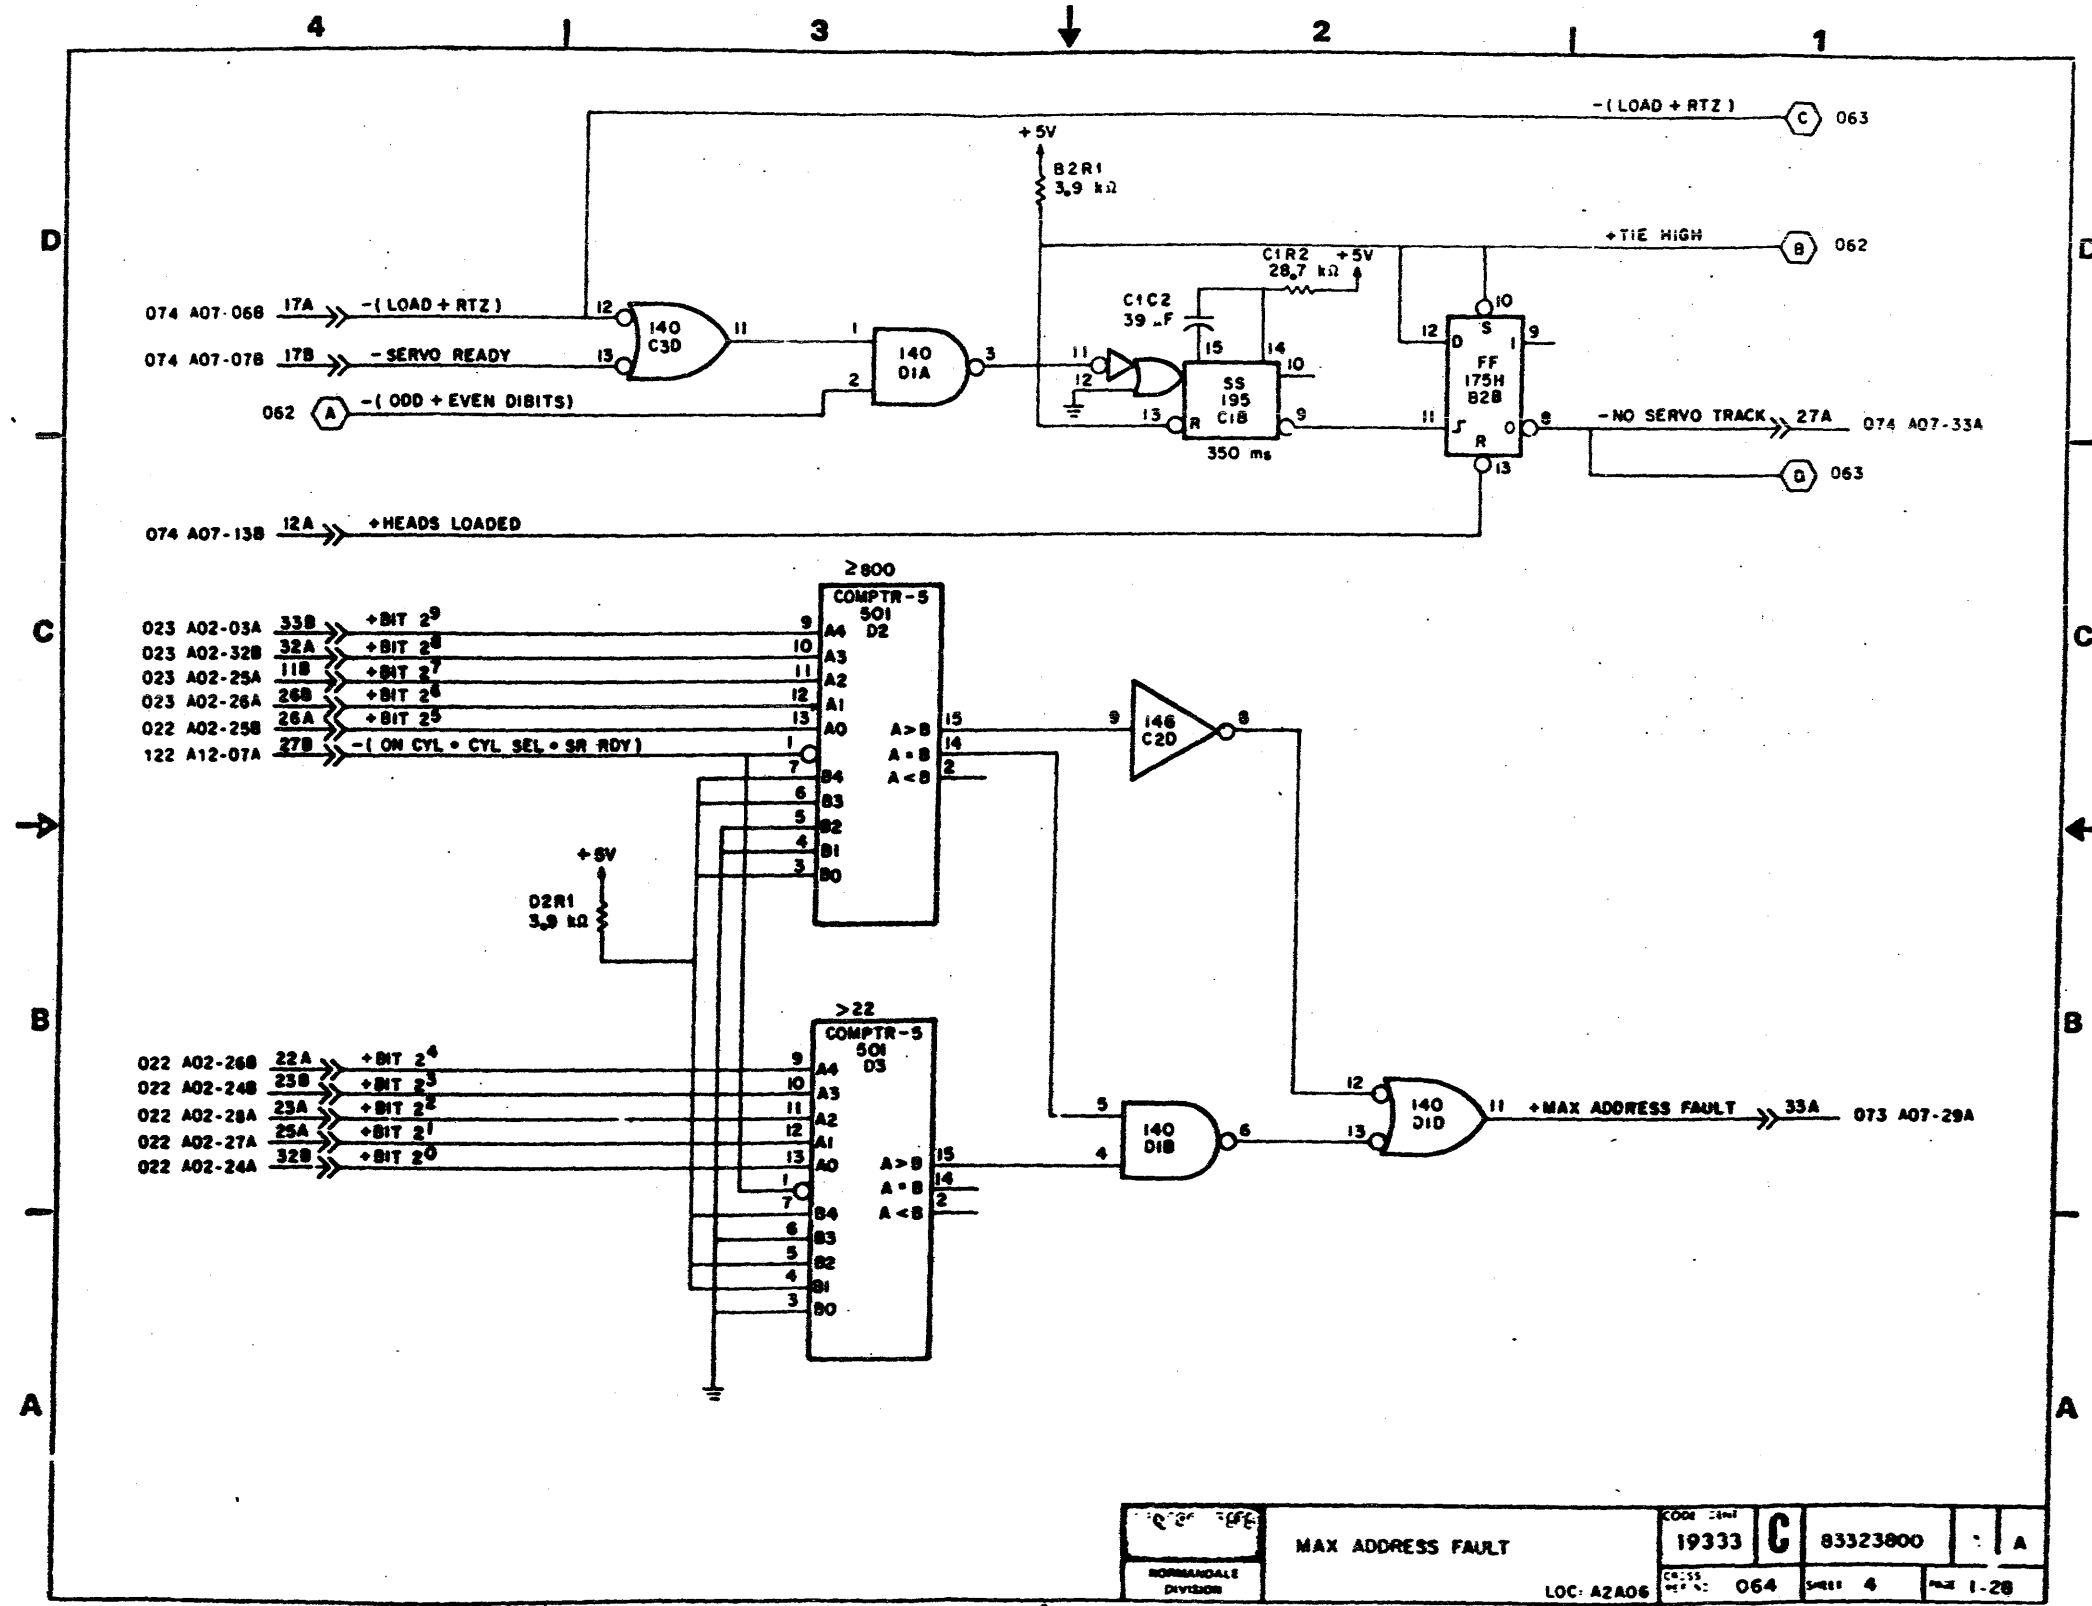 4 3 2 1
-(LOAD + RTZ) C 063
+5V
B2R1
3.9 kΩ
D D
+TIE HIGH B 062
C1R2 +5V
28.7 kΩ
C1C2
39 µF
15 14
074 A07-06B 17A -(LOAD + RTZ) 12
140
C3D
11
074 A07-07B 17B -SERVO READY 13
062 A -(ODD + EVEN DIBITS)
1
2
140
D1A
3
11
12
13 R
SS
195
C1B
10
9
350 ms
10
S
12 D
1 9
FF
175H
B2B
11
R
0 8
13
-NO SERVO TRACK 27A 074 A07-33A
063
074 A07-13B 12A +HEADS LOADED
≥800
COMPTR-5
501
D2
C C
023 A02-03A 33B +BIT 2⁹ 9 A4
023 A02-32B 32A +BIT 2⁸ 10 A3
023 A02-25A 11B +BIT 2⁷ 11 A2
023 A02-26A 26B +BIT 2⁶ 12 A1
022 A02-25B 26A +BIT 2⁵ 13 A0
122 A12-07A 27B -(ON CYL • CYL SEL • SR RDY) 1
7 B4
6 B3
5 B2
4 B1
3 B0
A>B 15
A=B 14
A<B 2
9
146
C2D
8
+5V
D2R1
3.9 kΩ
B B
>22
COMPTR-5
501
D3
022 A02-26B 22A +BIT 2⁴ 9 A4
022 A02-24B 23B +BIT 2³ 10 A3
022 A02-28A 23A +BIT 2² 11 A2
022 A02-27A 25A +BIT 2¹ 12 A1
022 A02-24A 32B +BIT 2⁰ 13 A0
1
7 B4
6 B3
5 B2
4 B1
3 B0
A>B 15
A=B 14
A<B 2
5
4
140
D1B
6
12
13
140
D1D
11 +MAX ADDRESS FAULT 33A 073 A07-29A
A A
NORMANDALE
DIVISION
MAX ADDRESS FAULT
LOC: A2A06
CODE IDENT
19333 C 83323800 A
CROSS
REF NO. 064 SHEET 4 PAGE 1-28